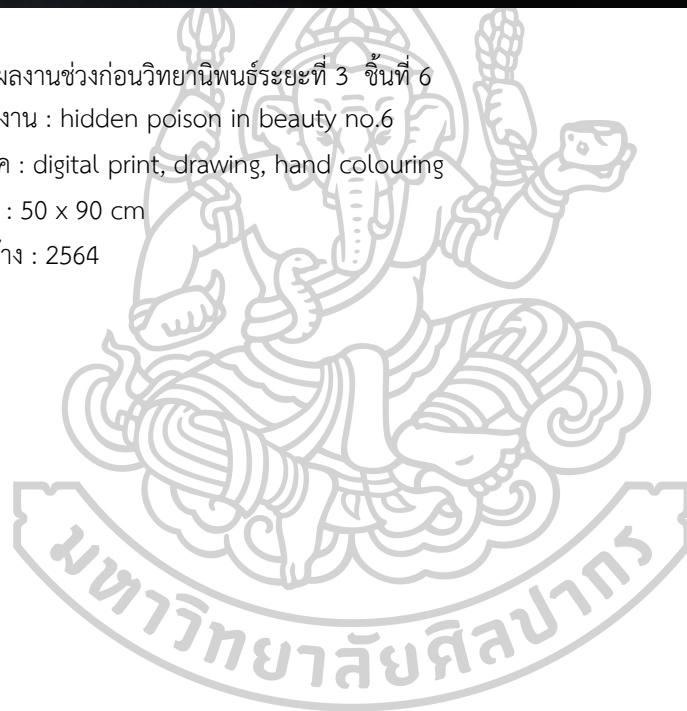 ผลงานช่วงก่อนวิทยานิพนธ์ระยะที่ 3 ชิ้นที่ 6
งาน : hidden poison in beauty no.6
ค : digital print, drawing, hand colouring
: 50 x 90 cm
ร้าง : 2564
มหาวิทยาลัยศิลปากร